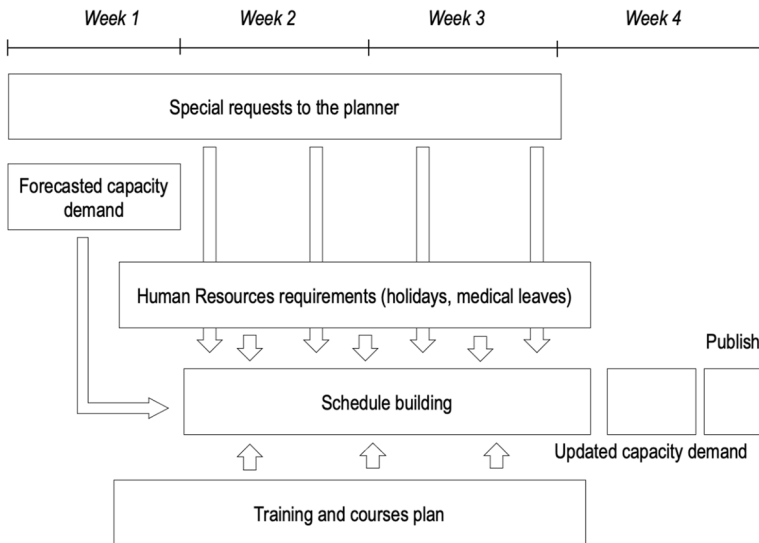 Week 1 Week 2 Week 3 Week 4
Special requests to the planner
Forecasted capacity
demand
Human Resources requirements (holidays, medical leaves)
Publish
Schedule building
Updated capacity demand
Training and courses plan